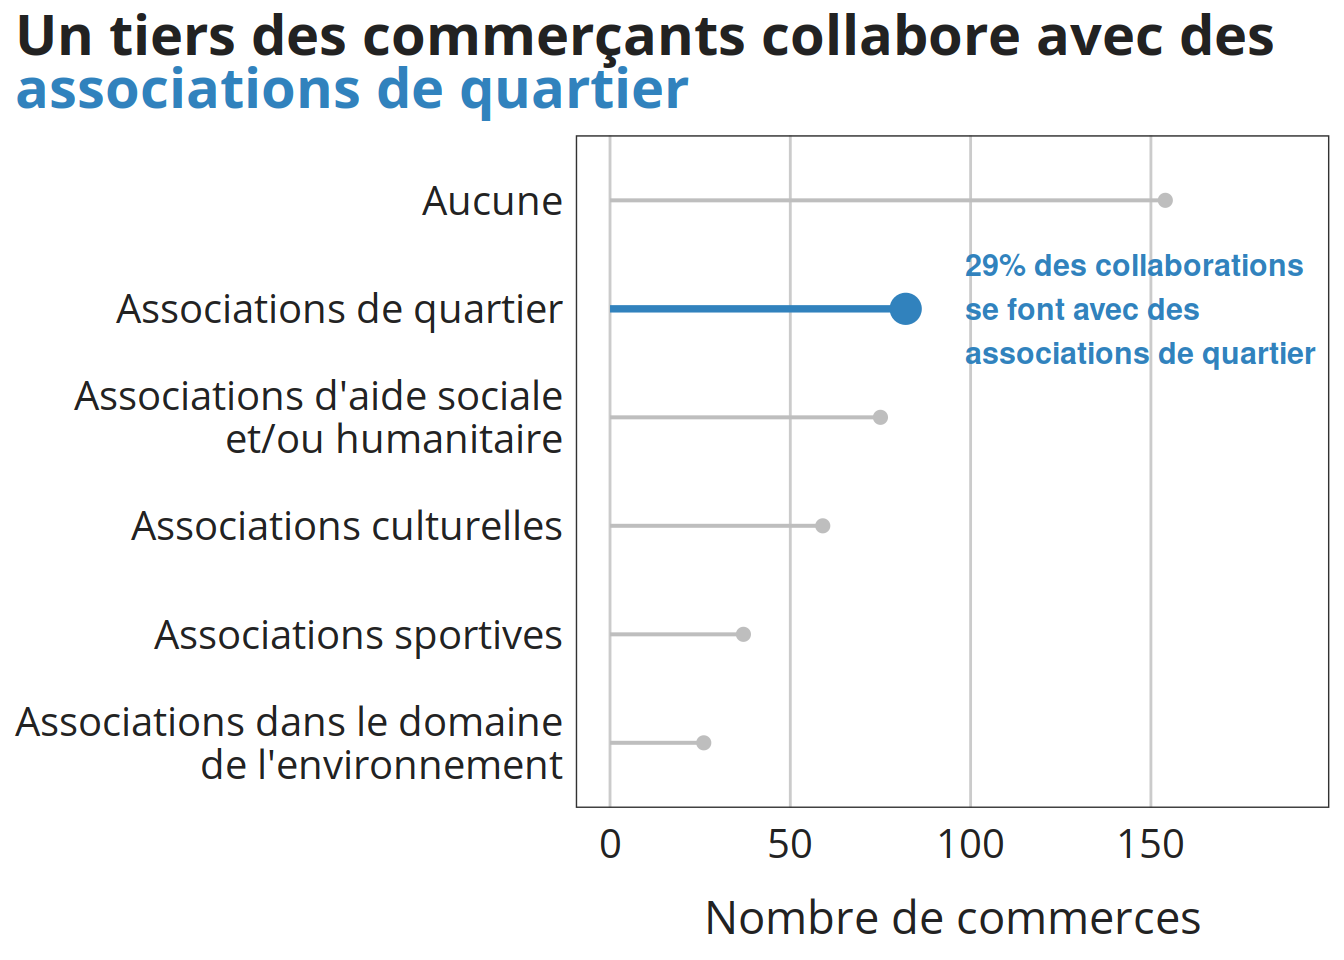 Un tiers des commerçants collabore avec des
associations de quartier
Aucune
29% des collaborations
se font avec des
associations de quartier
Associations de quartier
Associations d'aide sociale
et/ou humanitaire
Associations culturelles
Associations sportives
Associations dans le domaine
de l'environnement
0 50 100 150
Nombre de commerces